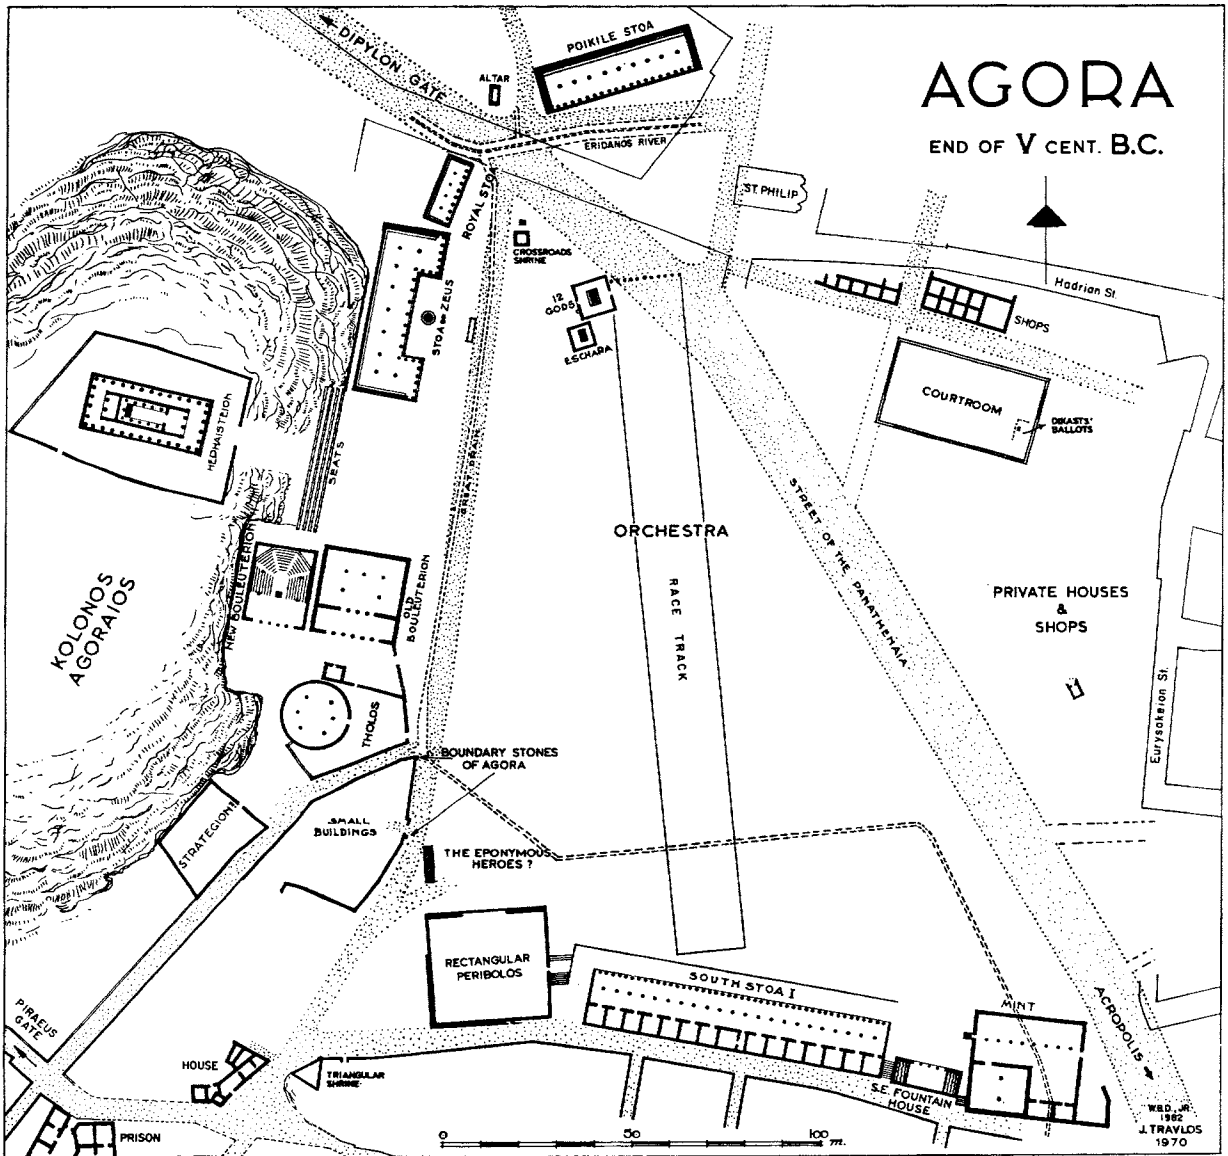 AGORA
END OF V CENT. B.C.
DIPYLON GATE
POIKILE STOA
ALTAR
ERIDANOS RIVER
ST. PHILIP
ROYAL STOA
CROSSROADS
SHRINE
Hadrian St.
12
GODS
ESCHARA
STOA OF ZEUS
SHOPS
COURTROOM
DIKASTS'
BALLOTS
HEPHAISTEION
SEATS
GREAT DRAIN
STREET OF THE PANATHENAIA
ORCHESTRA
RACE TRACK
NEW BOULEUTERION
OLD
BOULEUTERION
KOLONOS
AGORAIOS
PRIVATE HOUSES
&
SHOPS
Eurysakeion St.
THOLOS
BOUNDARY STONES
OF AGORA
STRATEGION
SMALL
BUILDINGS
THE EPONYMOUS
HEROES ?
RECTANGULAR
PERIBOLOS
SOUTH STOA I
MINT
ACROPOLIS
PIRAEUS
GATE
HOUSE
TRIANGULAR
SHRINE
S.E. FOUNTAIN
HOUSE
PRISON
0 50 100 m.
W.B.D., JR.
1982
J. TRAVLOS
1970